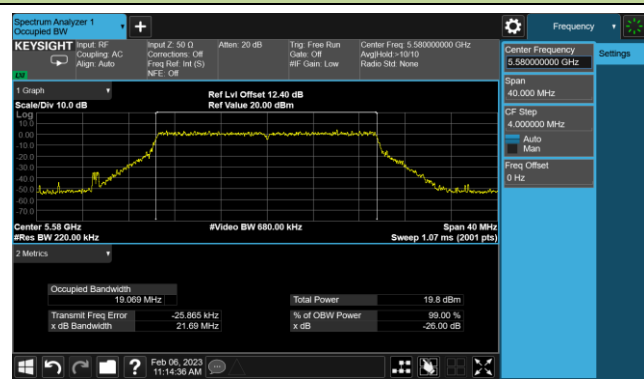 Spectrum Analyzer 1
Occupied BW
Frequency
KEYSIGHT
Input: RF
Coupling: AC
Align: Auto
Input Z: 50 Ω
Corrections: Off
Freq Ref: Int (S)
NFE: Off
Atten: 20 dB
Trig: Free Run
Gate: Off
#IF Gain: Low
Center Freq: 5.580000000 GHz
Avg|Hold:>10/10
Radio Std: None
Center Frequency
5.580000000 GHz
Settings
Span
40.000 MHz
CF Step
4.000000 MHz
Auto
Man
Freq Offset
0 Hz
1 Graph
Scale/Div 10.0 dB
Ref Lvl Offset 12.40 dB
Ref Value 20.00 dBm
Log
10.0
0.00
-10.0
-20.0
-30.0
-40.0
-50.0
-60.0
-70.0
Center 5.58 GHz
#Res BW 220.00 kHz
#Video BW 680.00 kHz
Span 40 MHz
Sweep 1.07 ms (2001 pts)
2 Metrics
Occupied Bandwidth
19.069 MHz
Total Power 19.8 dBm
Transmit Freq Error -25.865 kHz
% of OBW Power 99.00 %
x dB Bandwidth 21.69 MHz
x dB -26.00 dB
?
Feb 06, 2023
11:14:36 AM